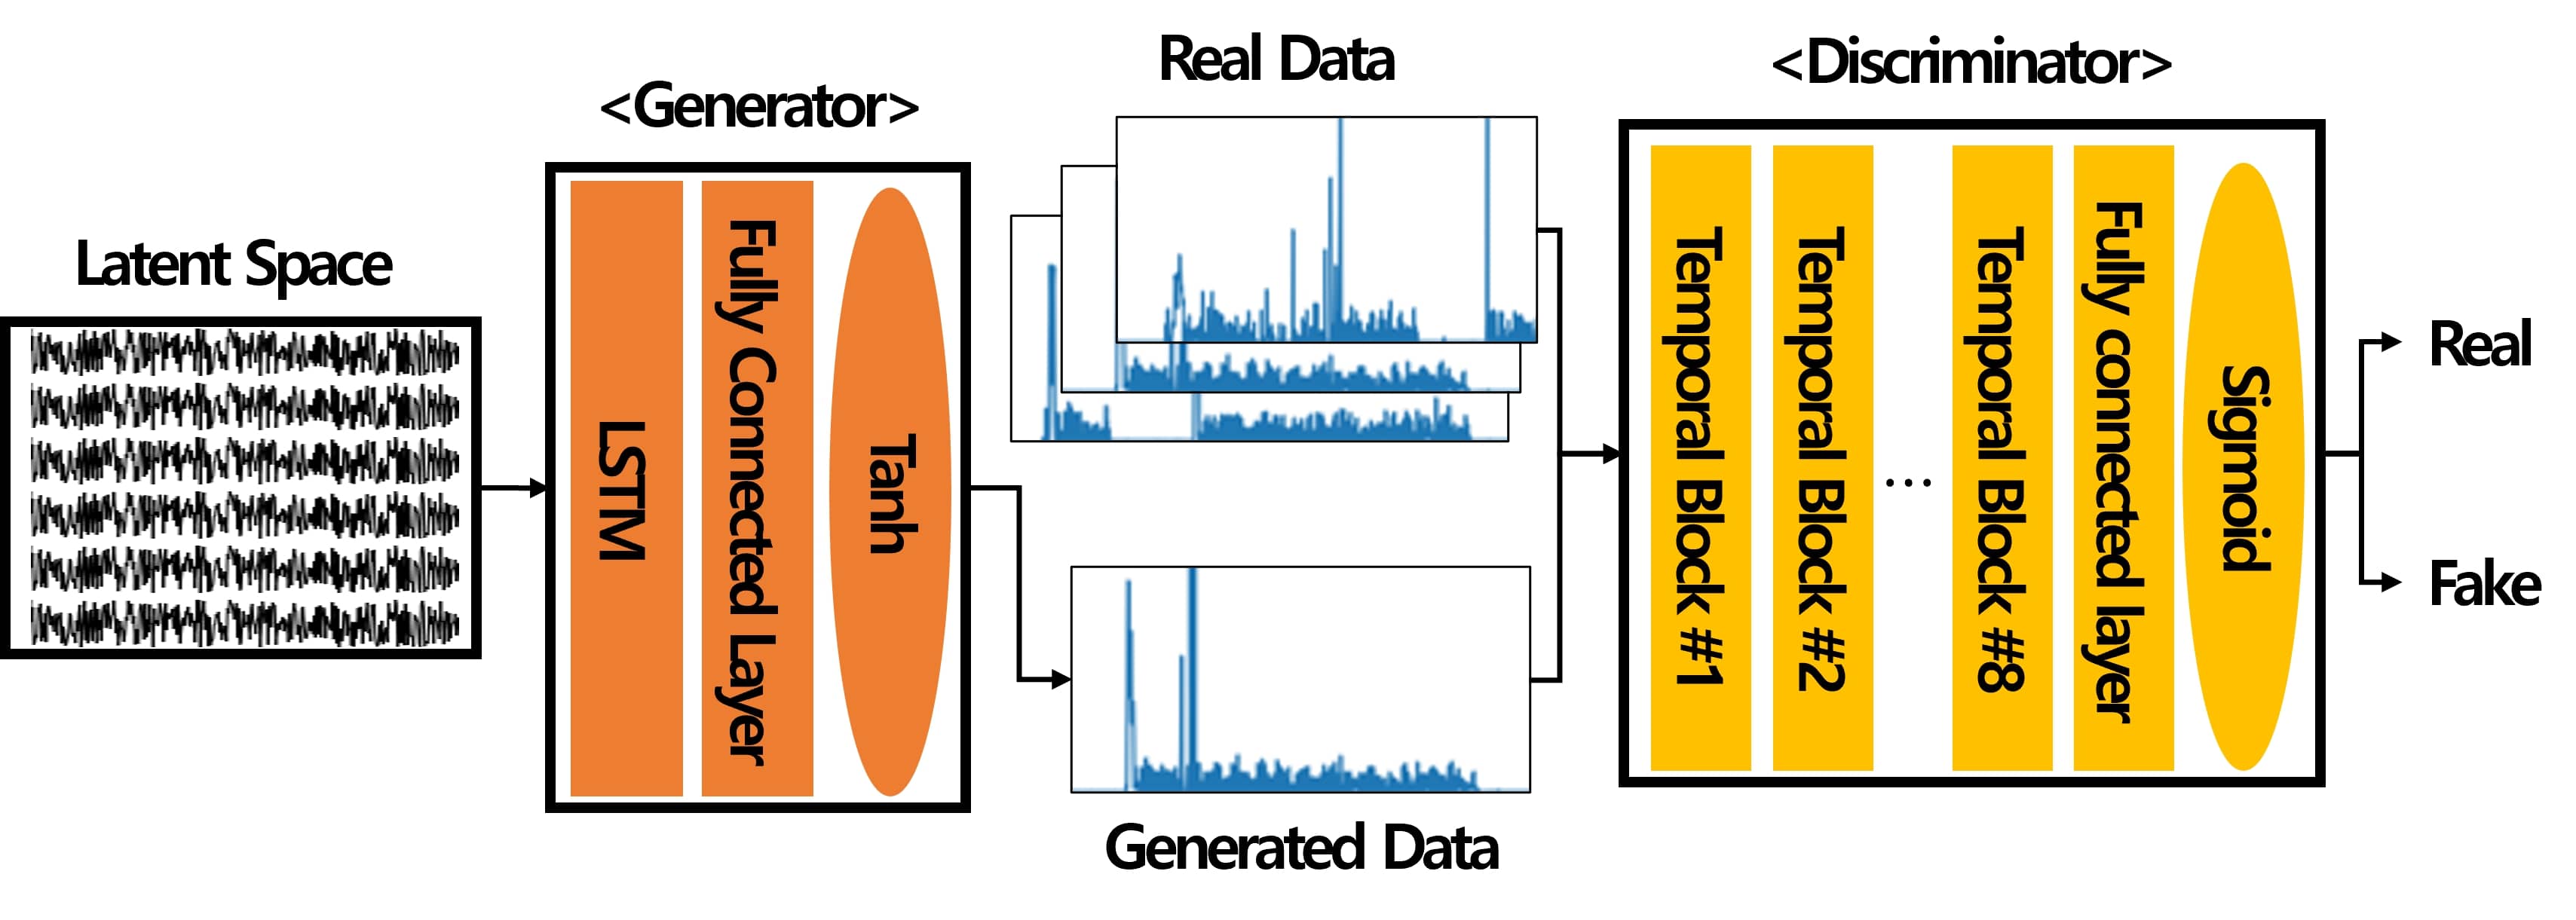 Latent Space
<Generator>
LSTM
Fully Connected Layer
Tanh
Real Data
Generated Data
<Discriminator>
Temporal Block #1
Temporal Block #2
...
Temporal Block #8
Fully connected layer
Sigmoid
Real
Fake